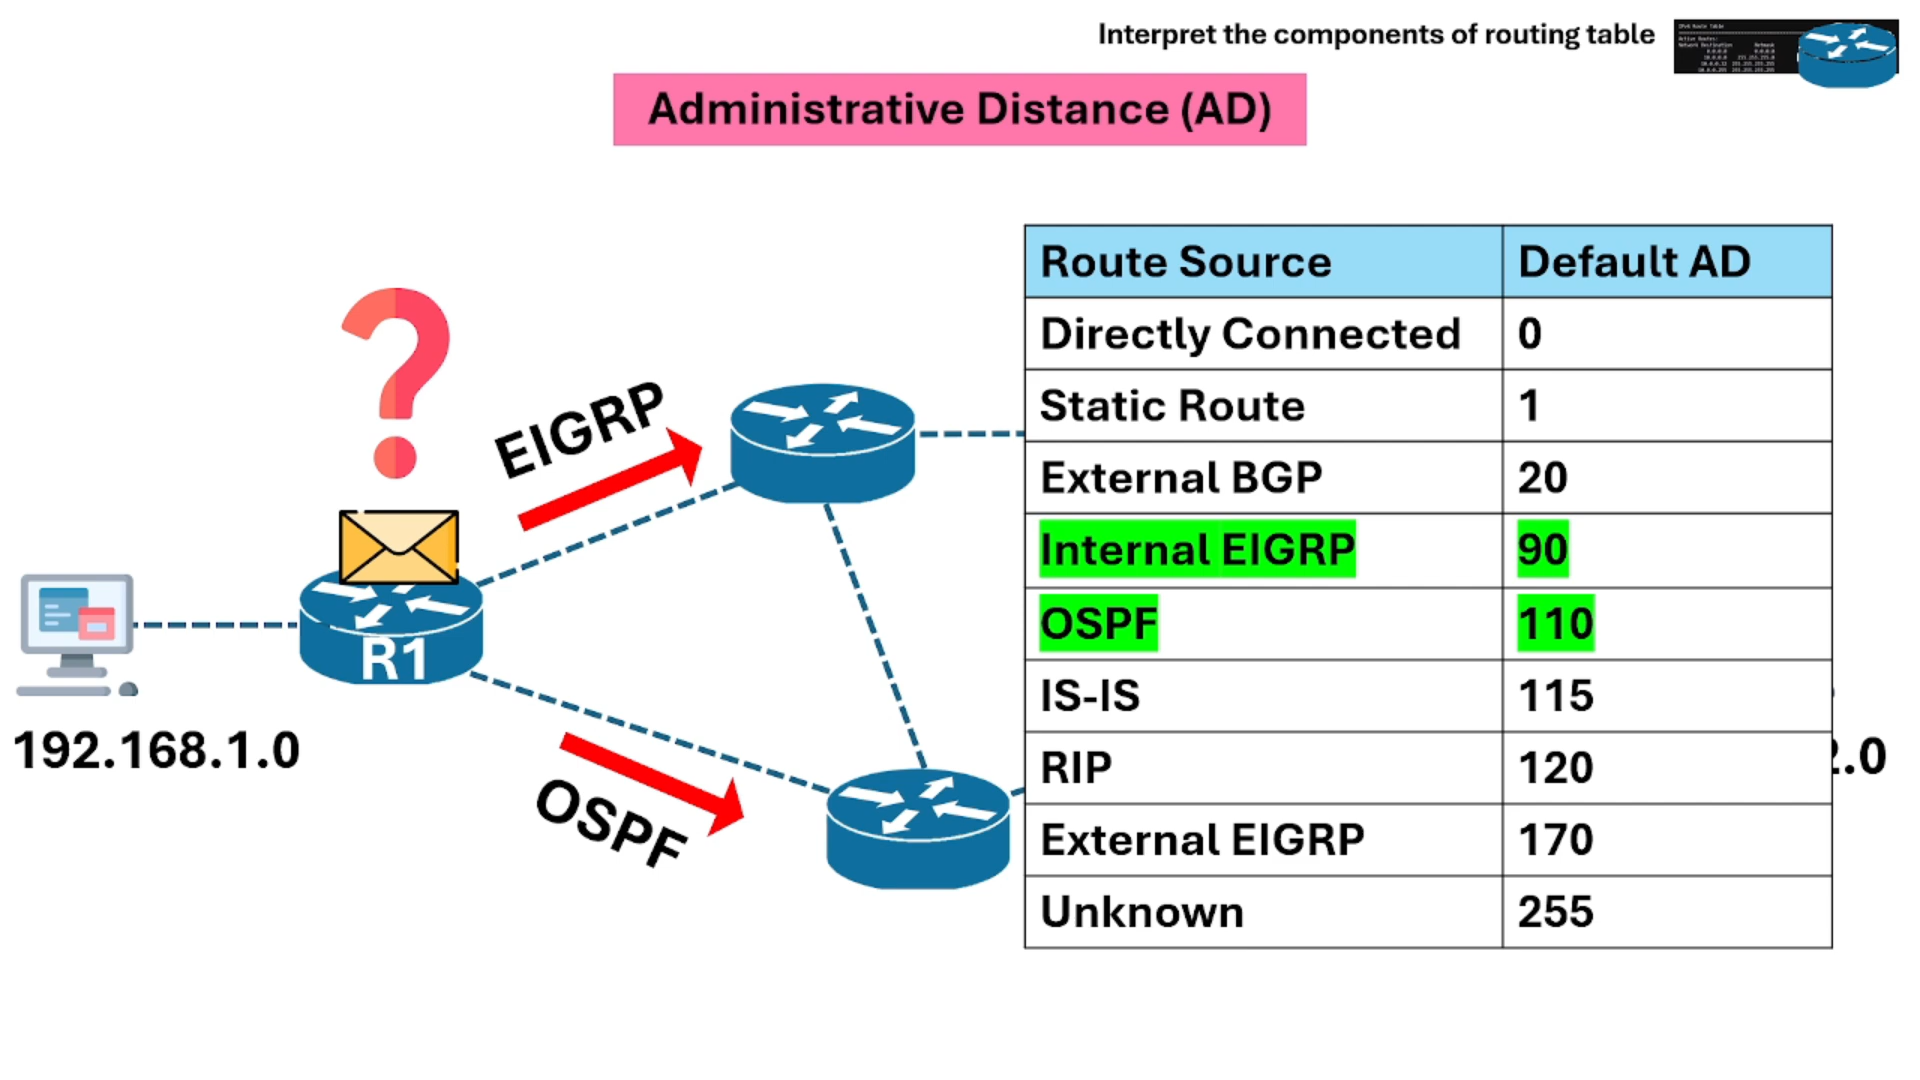 Interpret the components of routing table
Administrative Distance (AD)
Route Source Default AD
Directly Connected 0
Static Route 1
External BGP 20
Internal EIGRP 90
OSPF 110
IS-IS 115
RIP 120
External EIGRP 170
Unknown 255
EIGRP
R1
192.168.1.0
OSPF
2.0